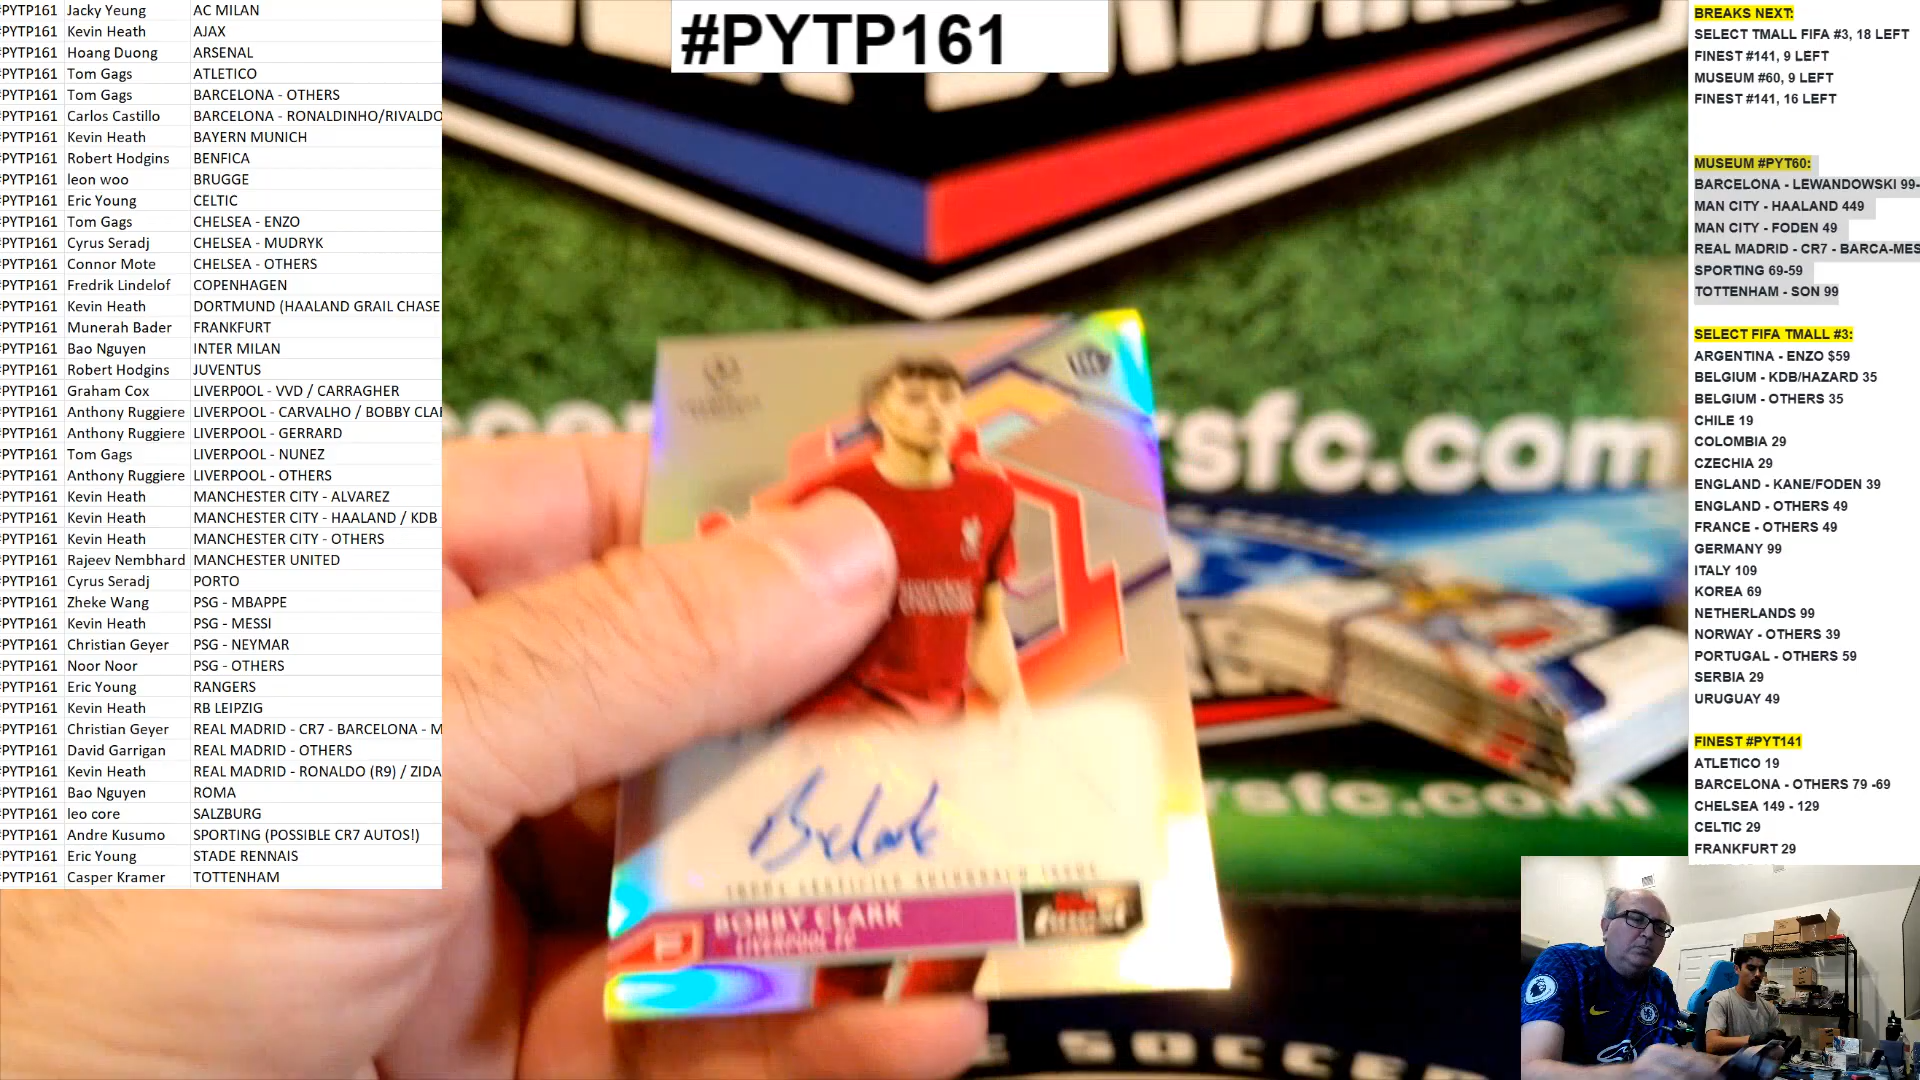 #PYTP161 Jacky Yeung AC MILAN
#PYTP161 Kevin Heath AJAX
#PYTP161 Hoang Duong ARSENAL
#PYTP161 Tom Gags ATLETICO
#PYTP161 Tom Gags BARCELONA - OTHERS
#PYTP161 Carlos Castillo BARCELONA - RONALDINHO/RIVALDO
#PYTP161 Kevin Heath BAYERN MUNICH
#PYTP161 Robert Hodgins BENFICA
#PYTP161 leon woo BRUGGE
#PYTP161 Eric Young CELTIC
#PYTP161 Tom Gags CHELSEA - ENZO
#PYTP161 Cyrus Seradj CHELSEA - MUDRYK
#PYTP161 Connor Mote CHELSEA - OTHERS
#PYTP161 Fredrik Lindelof COPENHAGEN
#PYTP161 Kevin Heath DORTMUND (HAALAND GRAIL CHASE
#PYTP161 Munerah Bader FRANKFURT
#PYTP161 Bao Nguyen INTER MILAN
#PYTP161 Robert Hodgins JUVENTUS
#PYTP161 Graham Cox LIVERP0OL - VVD / CARRAGHER
#PYTP161 Anthony Ruggiere LIVERPOOL - CARVALHO / BOBBY CLAR
#PYTP161 Anthony Ruggiere LIVERPOOL - GERRARD
#PYTP161 Tom Gags LIVERPOOL - NUNEZ
#PYTP161 Anthony Ruggiere LIVERPOOL - OTHERS
#PYTP161 Kevin Heath MANCHESTER CITY - ALVAREZ
#PYTP161 Kevin Heath MANCHESTER CITY - HAALAND / KDB
#PYTP161 Kevin Heath MANCHESTER CITY - OTHERS
#PYTP161 Rajeev Nembhard MANCHESTER UNITED
#PYTP161 Cyrus Seradj PORTO
#PYTP161 Zheke Wang PSG - MBAPPE
#PYTP161 Kevin Heath PSG - MESSI
#PYTP161 Christian Geyer PSG - NEYMAR
#PYTP161 Noor Noor PSG - OTHERS
#PYTP161 Eric Young RANGERS
#PYTP161 Kevin Heath RB LEIPZIG
#PYTP161 Christian Geyer REAL MADRID - CR7 - BARCELONA - M
#PYTP161 David Garrigan REAL MADRID - OTHERS
#PYTP161 Kevin Heath REAL MADRID - RONALDO (R9) / ZIDA
#PYTP161 Bao Nguyen ROMA
#PYTP161 leo core SALZBURG
#PYTP161 Andre Kusumo SPORTING (POSSIBLE CR7 AUTOS!)
#PYTP161 Eric Young STADE RENNAIS
#PYTP161 Casper Kramer TOTTENHAM
#PYTP161
rsfc.com
B Clark
TOPPS CERTIFIED AUTOGRAPH ISSUE
BOBBY CLARK
LIVERPOOL FC
Finest
rsfc.com
SOCCER
BREAKS NEXT:
SELECT TMALL FIFA #3, 18 LEFT
FINEST #141, 9 LEFT
MUSEUM #60, 9 LEFT
FINEST #141, 16 LEFT
MUSEUM #PYT60:
BARCELONA - LEWANDOWSKI 99-
MAN CITY - HAALAND 449
MAN CITY - FODEN 49
REAL MADRID - CR7 - BARCA-MES
SPORTING 69-59
TOTTENHAM - SON 99
SELECT FIFA TMALL #3:
ARGENTINA - ENZO $59
BELGIUM - KDB/HAZARD 35
BELGIUM - OTHERS 35
CHILE 19
COLOMBIA 29
CZECHIA 29
ENGLAND - KANE/FODEN 39
ENGLAND - OTHERS 49
FRANCE - OTHERS 49
GERMANY 99
ITALY 109
KOREA 69
NETHERLANDS 99
NORWAY - OTHERS 39
PORTUGAL - OTHERS 59
SERBIA 29
URUGUAY 49
FINEST #PYT141
ATLETICO 19
BARCELONA - OTHERS 79 -69
CHELSEA 149 - 129
CELTIC 29
FRANKFURT 29